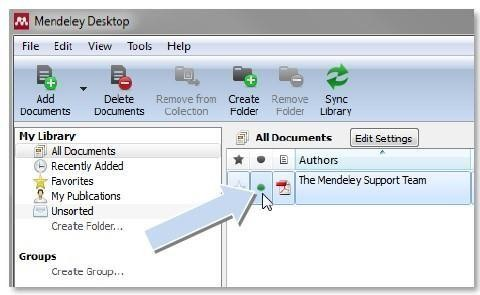 Mendeley Desktop
File Edit View Tools Help
Add Documents
Delete Documents
Remove from Collection
Create Folder
Remove Folder
Sync Library
My Library
All Documents
Recently Added
Favorites
My Publications
Unsorted
Create Folder...
Groups
Create Group...
All Documents Edit Settings
Authors
The Mendeley Support Team